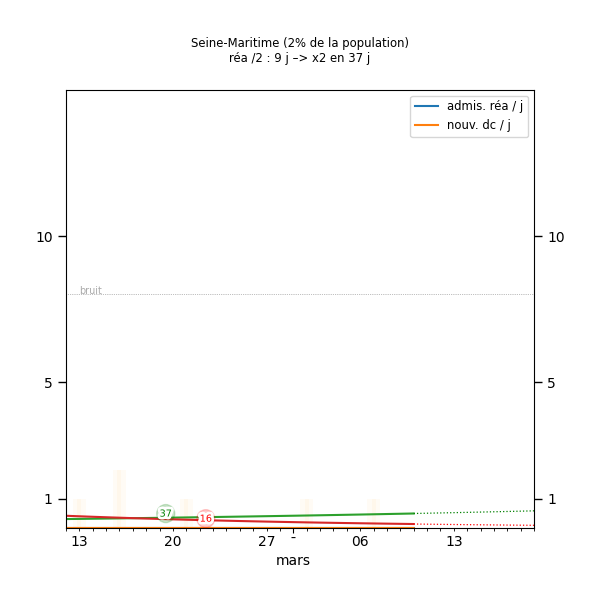 Seine-Maritime (2% de la population)
réa /2 : 9 j –> x2 en 37 j
admis. réa / j
nouv. dc / j
10
10
bruit
5
5
1
1
37
16
13
20
27
-
06
13
mars